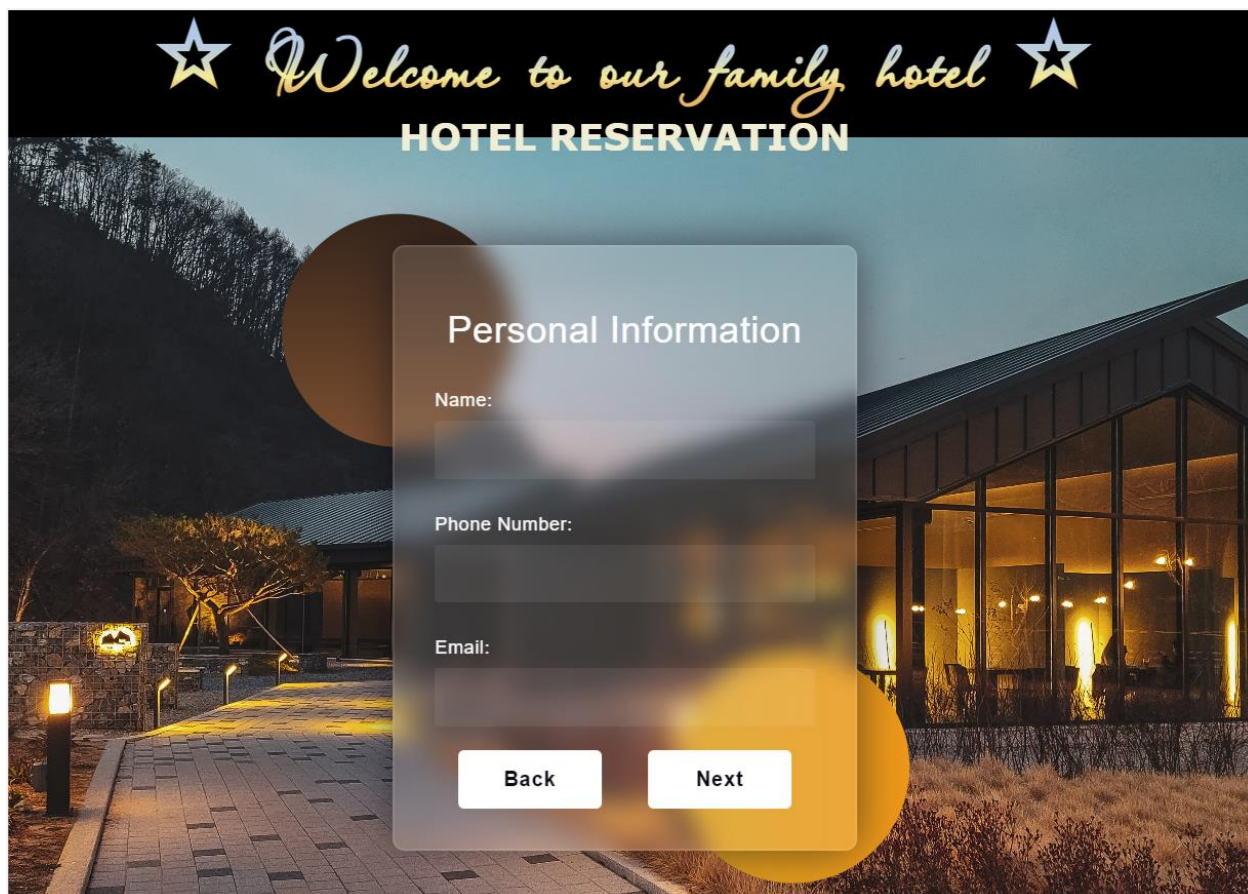 ☆ Welcome to our family hotel ☆
HOTEL RESERVATION
Personal Information
Name:
Phone Number:
Email:
Back Next